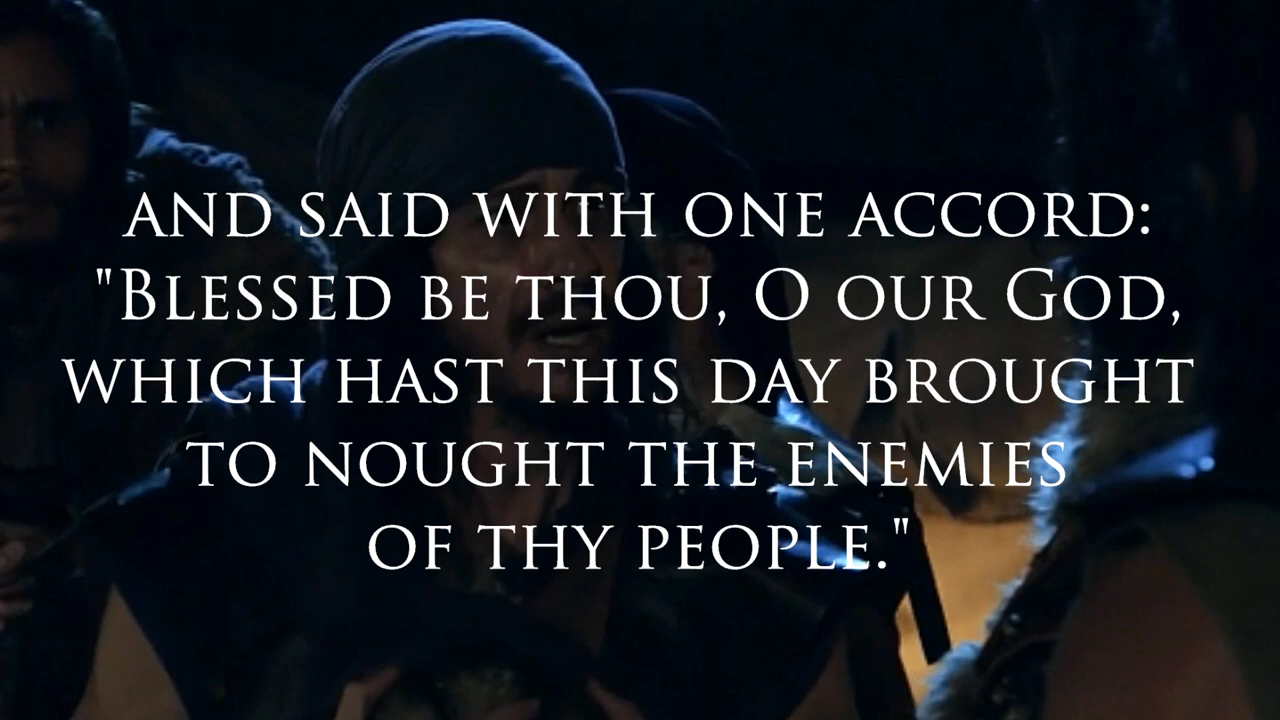 AND SAID WITH ONE ACCORD:
"BLESSED BE THOU, O OUR GOD,
WHICH HAST THIS DAY BROUGHT
TO NOUGHT THE ENEMIES
OF THY PEOPLE."